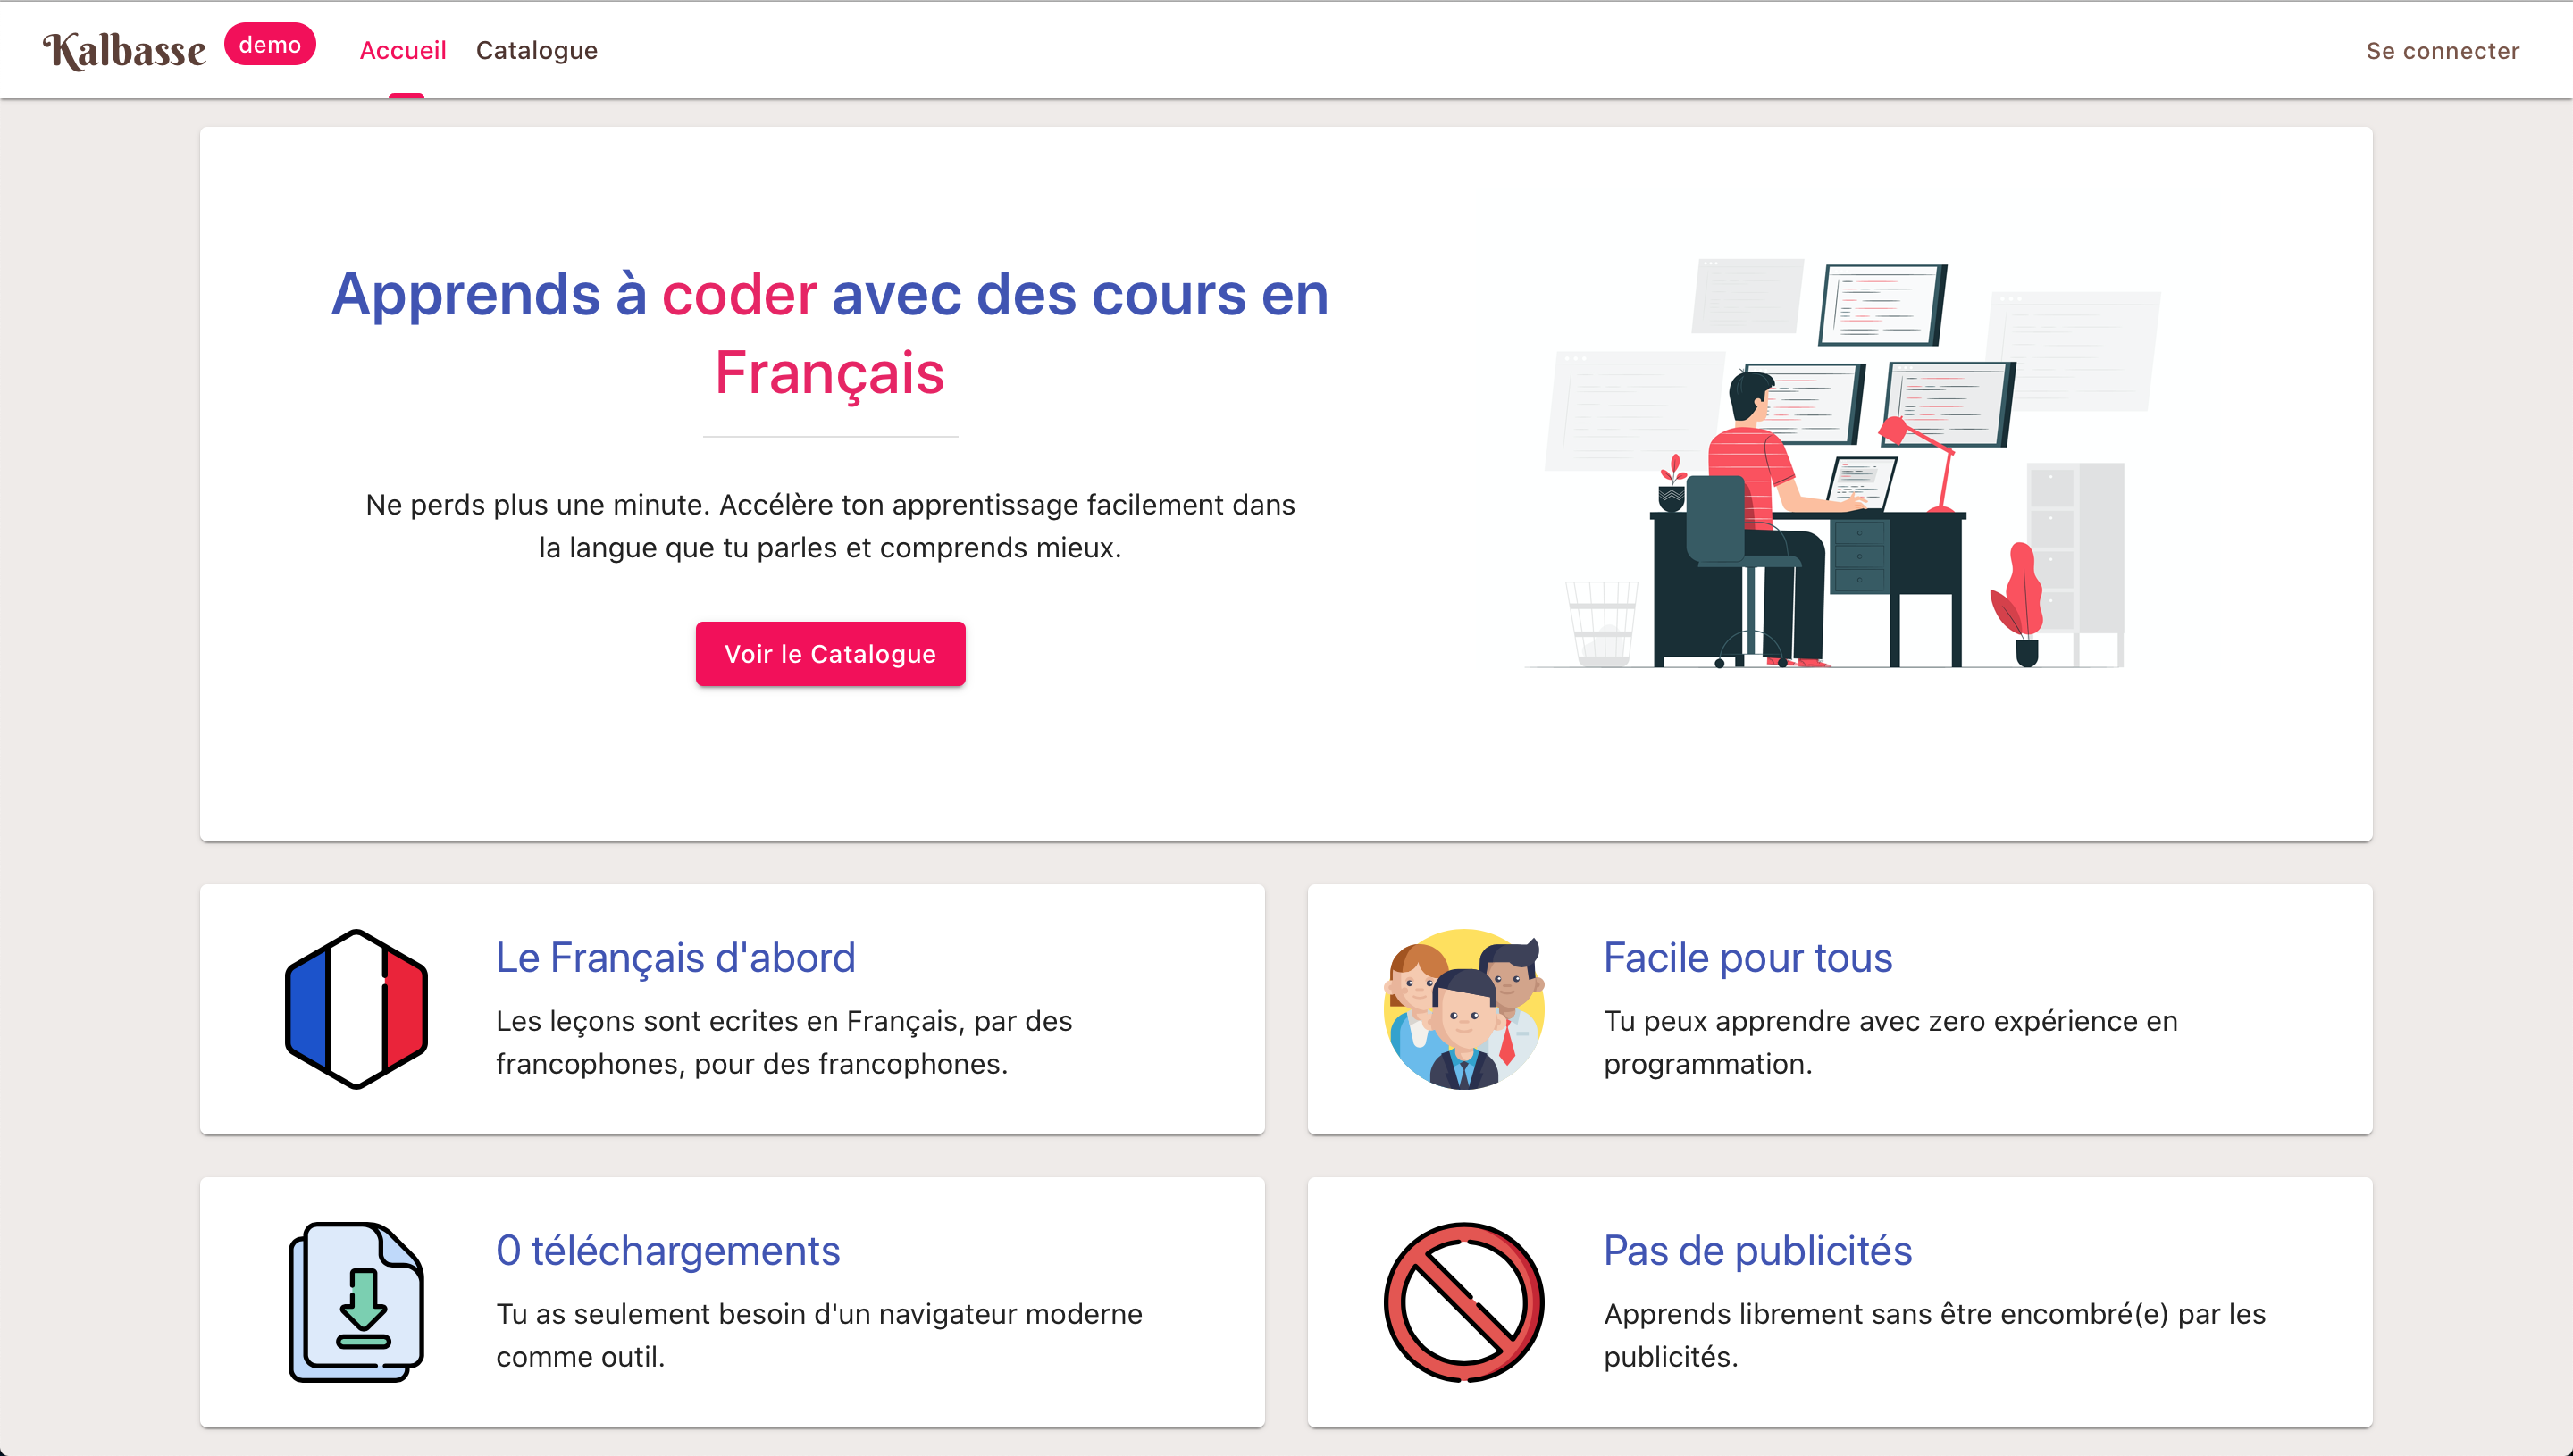 Kalbasse demo Accueil Catalogue Se connecter
Apprends à coder avec des cours en
Français
Ne perds plus une minute. Accélère ton apprentissage facilement dans
la langue que tu parles et comprends mieux.
Voir le Catalogue
Le Français d'abord
Les leçons sont ecrites en Français, par des
francophones, pour des francophones.
Facile pour tous
Tu peux apprendre avec zero expérience en
programmation.
0 téléchargements
Tu as seulement besoin d'un navigateur moderne
comme outil.
Pas de publicités
Apprends librement sans être encombré(e) par les
publicités.